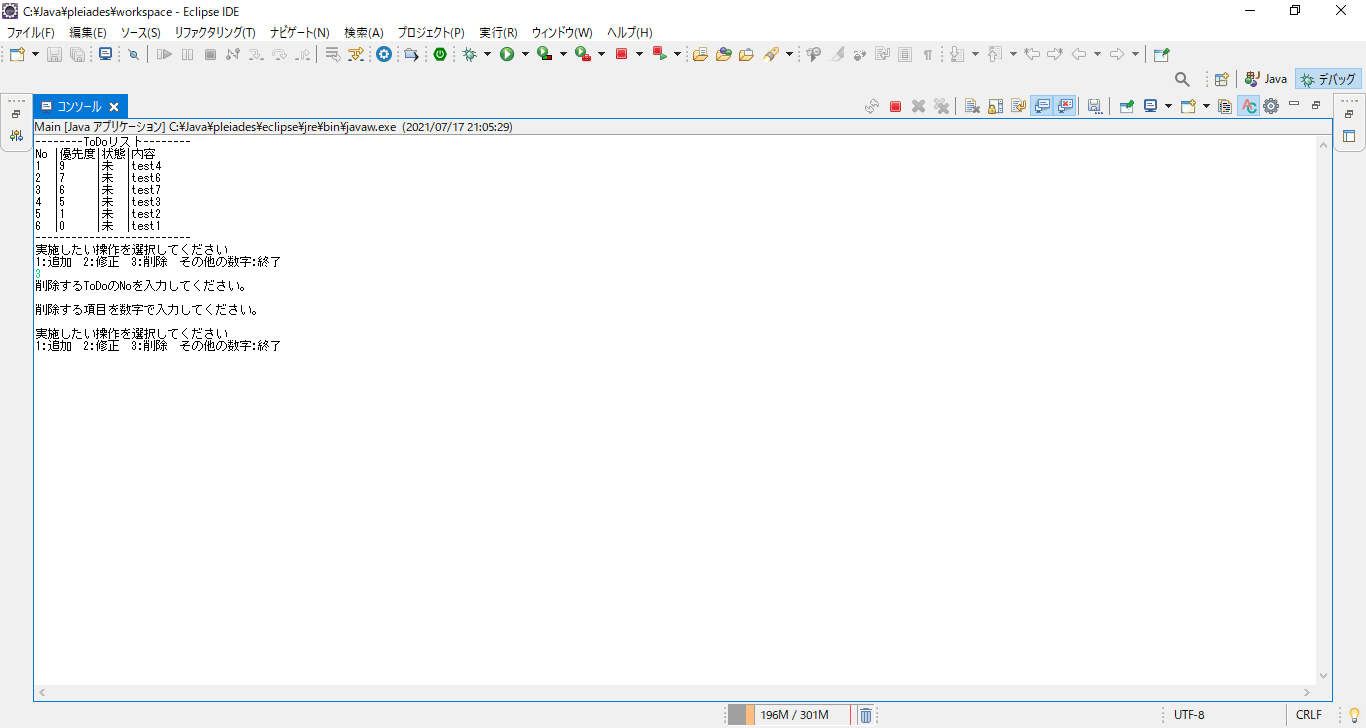 C:¥Java¥pleiades¥workspace - Eclipse IDE
ファイル(F) 編集(E) ソース(S) リファクタリング(T) ナビゲート(N) 検索(A) プロジェクト(P) 実行(R) ウィンドウ(W) ヘルプ(H)
Java デバッグ
コンソール
Main [Java アプリケーション] C:¥Java¥pleiades¥eclipse¥jre¥bin¥javaw.exe (2021/07/17 21:05:29)
--------ToDoリスト--------
No |優先度|状態|内容
1 |9 |未 |test4
2 |7 |未 |test6
3 |6 |未 |test7
4 |5 |未 |test3
5 |1 |未 |test2
6 |0 |未 |test1
--------------------------
実施したい操作を選択してください
1:追加 2:修正 3:削除 その他の数字:終了
3
削除するToDoのNoを入力してください。
削除する項目を数字で入力してください。
実施したい操作を選択してください
1:追加 2:修正 3:削除 その他の数字:終了
196M / 301M UTF-8 CRLF